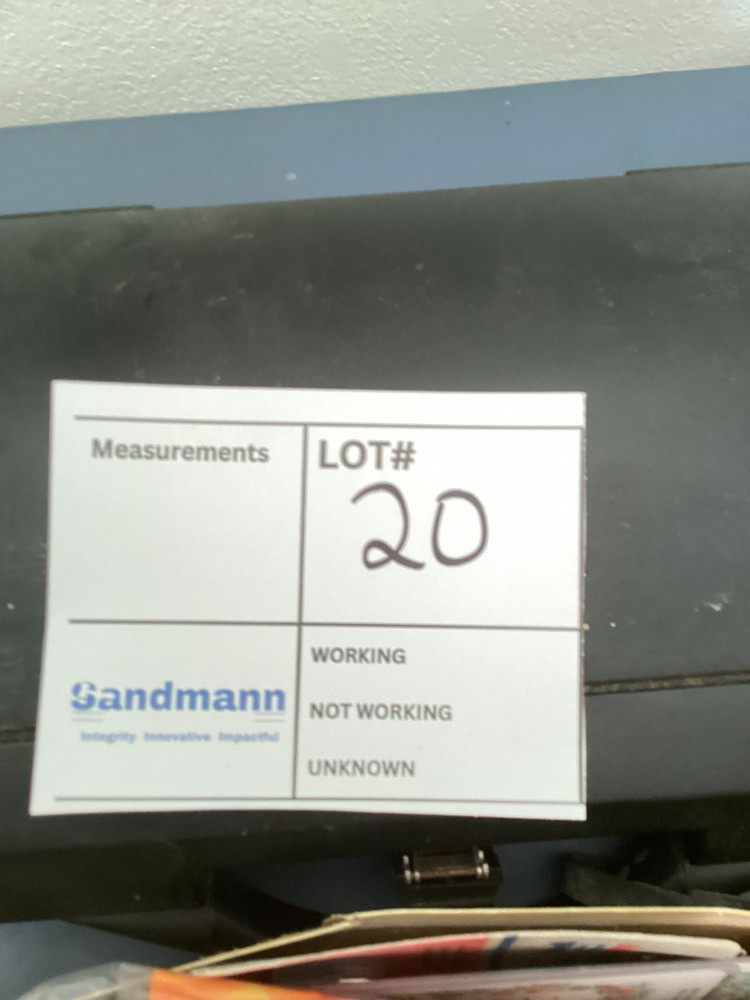 Measurements
LOT#
20
Sandmann
Integrity Innovative Impactful
WORKING
NOT WORKING
UNKNOWN